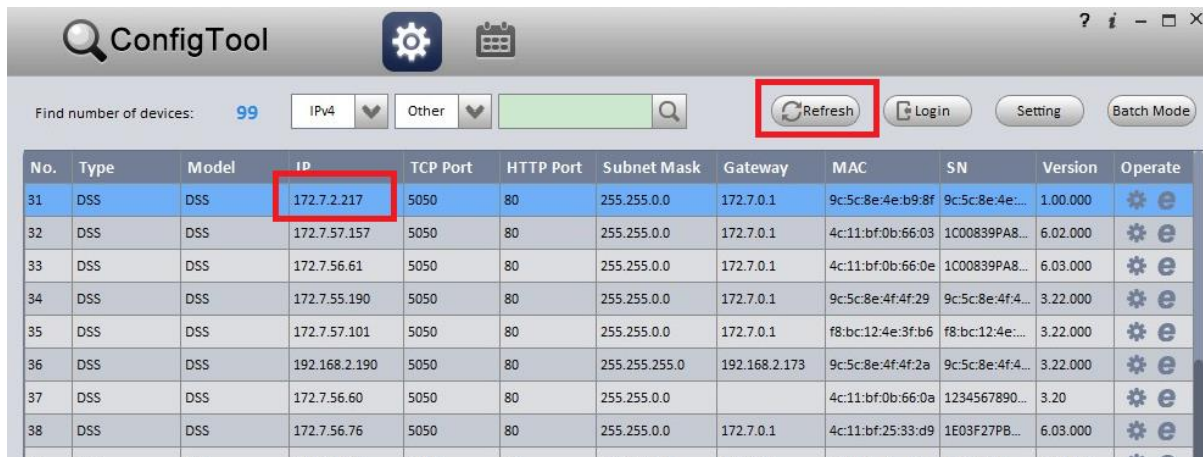 ConfigTool
? i
Find number of devices: 99 IPv4 Other Refresh Login Setting Batch Mode
No. Type Model IP TCP Port HTTP Port Subnet Mask Gateway MAC SN Version Operate
31 DSS DSS 172.7.2.217 5050 80 255.255.0.0 172.7.0.1 9c:5c:8e:4e:b9:8f 9c:5c:8e:4e:... 1.00.000
32 DSS DSS 172.7.57.157 5050 80 255.255.0.0 172.7.0.1 4c:11:bf:0b:66:03 1C00839PA8... 6.02.000
33 DSS DSS 172.7.56.61 5050 80 255.255.0.0 172.7.0.1 4c:11:bf:0b:66:0e 1C00839PA8... 6.03.000
34 DSS DSS 172.7.55.190 5050 80 255.255.0.0 172.7.0.1 9c:5c:8e:4f:4f:29 9c:5c:8e:4f:4... 3.22.000
35 DSS DSS 172.7.57.101 5050 80 255.255.0.0 172.7.0.1 f8:bc:12:4e:3f:b6 f8:bc:12:4e:... 3.22.000
36 DSS DSS 192.168.2.190 5050 80 255.255.255.0 192.168.2.173 9c:5c:8e:4f:4f:2a 9c:5c:8e:4f:4... 3.22.000
37 DSS DSS 172.7.56.60 5050 80 255.255.0.0 4c:11:bf:0b:66:0a 1234567890... 3.20
38 DSS DSS 172.7.56.76 5050 80 255.255.0.0 172.7.0.1 4c:11:bf:25:33:d9 1E03F27PB... 6.03.000